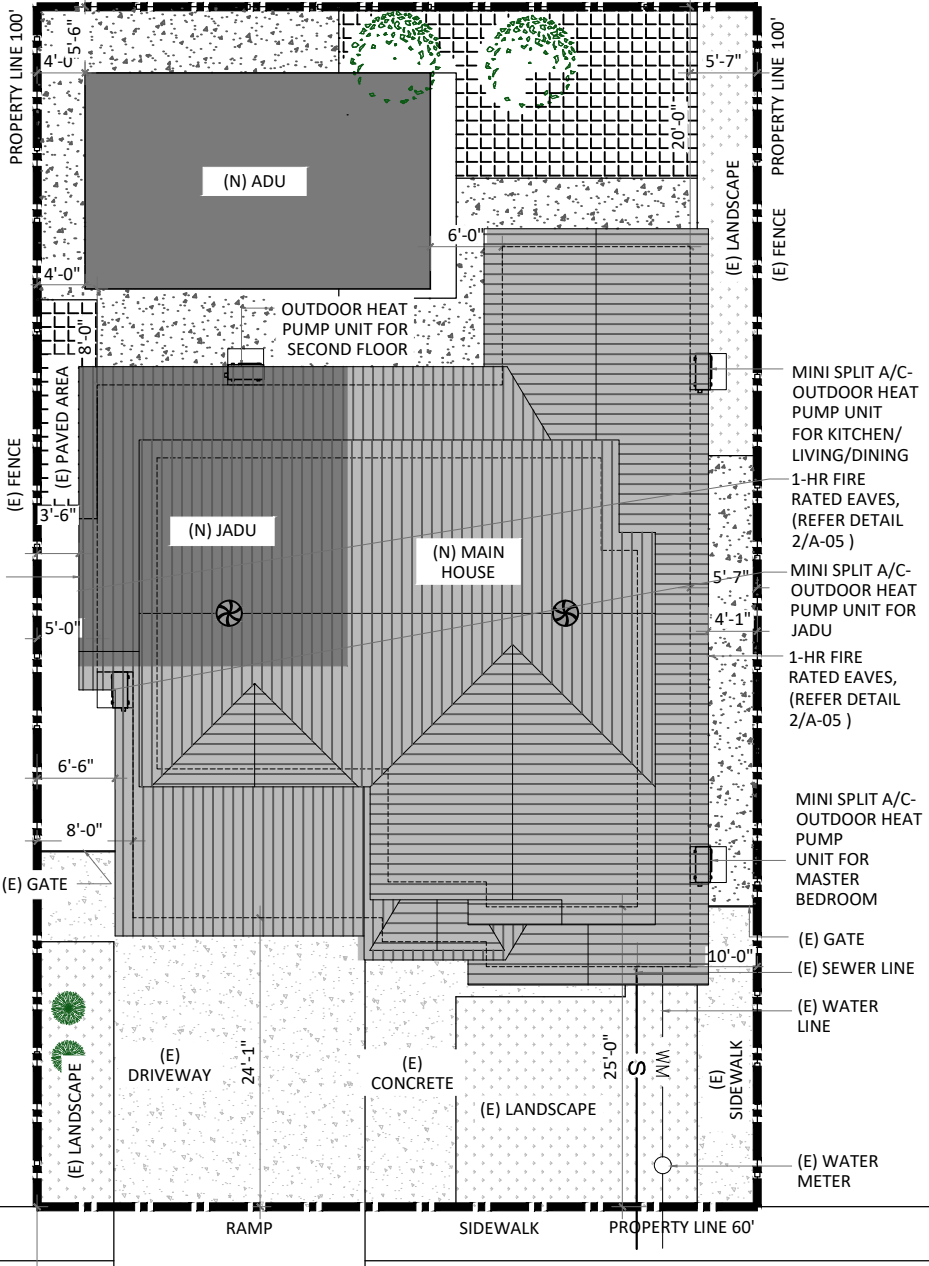 PROPERTY LINE 100'
5'-6"
4'-0
5'-7"
PROPERTY LINE 100'
20'-0"
(N) ADU
(E) LANDSCAPE
(E) FENCE
6'-0"
4'-0"
OUTDOOR HEAT
PUMP UNIT FOR
SECOND FLOOR
8'-0"
(E) PAVED AREA
(E) FENCE
3'-6"
MINI SPLIT A/C-
OUTDOOR HEAT
PUMP UNIT
FOR KITCHEN/
LIVING/DINING
1-HR FIRE
RATED EAVES,
(REFER DETAIL
2/A-05 )
(N) JADU
(N) MAIN
HOUSE
MINI SPLIT A/C-
OUTDOOR HEAT
PUMP UNIT FOR
JADU
5'-7"
4'-1"
5'-0"
1-HR FIRE
RATED EAVES,
(REFER DETAIL
2/A-05 )
6'-6"
8'-0"
MINI SPLIT A/C-
OUTDOOR HEAT
PUMP
UNIT FOR
MASTER
BEDROOM
(E) GATE
(E) GATE
10'-0"
(E) SEWER LINE
(E) WATER
LINE
(E)
DRIVEWAY
24'-1"
(E)
CONCRETE
25'-0"
S
WM
(E)
SIDEWALK
(E) LANDSCAPE
(E) LANDSCAPE
(E) WATER
METER
RAMP
SIDEWALK
PROPERTY LINE 60'